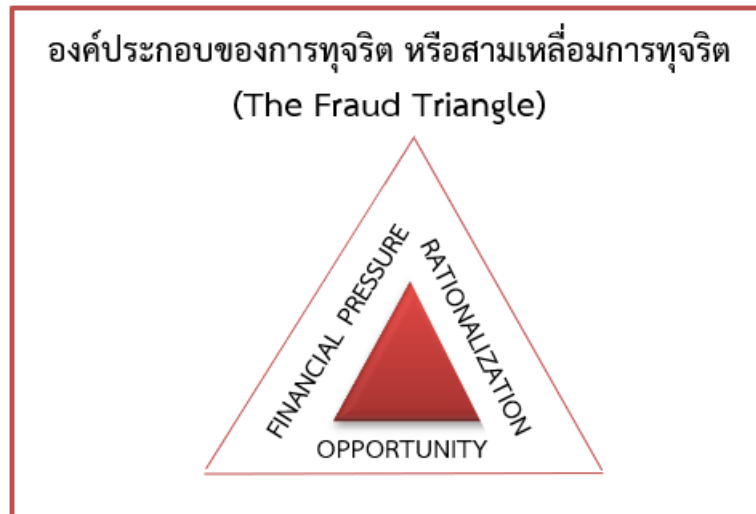 องค์ประกอบของการทุจริต หรือสามเหลื่อมการทุจริต
(The Fraud Triangle)
FINANCIAL PRESSURE
RATIONALIZATION
OPPORTUNITY